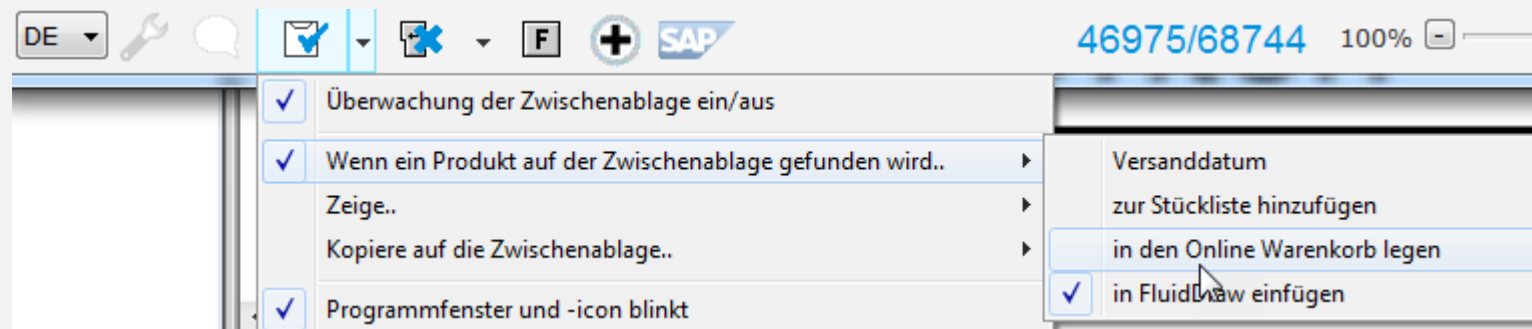 DE
F
SAP
46975/68744
100%
Überwachung der Zwischenablage ein/aus
Wenn ein Produkt auf der Zwischenablage gefunden wird..
Zeige..
Kopiere auf die Zwischenablage..
Programmfenster und -icon blinkt
Versanddatum
zur Stückliste hinzufügen
in den Online Warenkorb legen
in FluidDraw einfügen